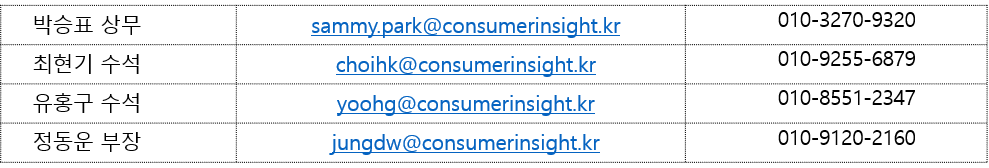 박승표 상무 sammy.park@consumerinsight.kr 010-3270-9320
최현기 수석 choihk@consumerinsight.kr 010-9255-6879
유홍구 수석 yoohg@consumerinsight.kr 010-8551-2347
정동운 부장 jungdw@consumerinsight.kr 010-9120-2160